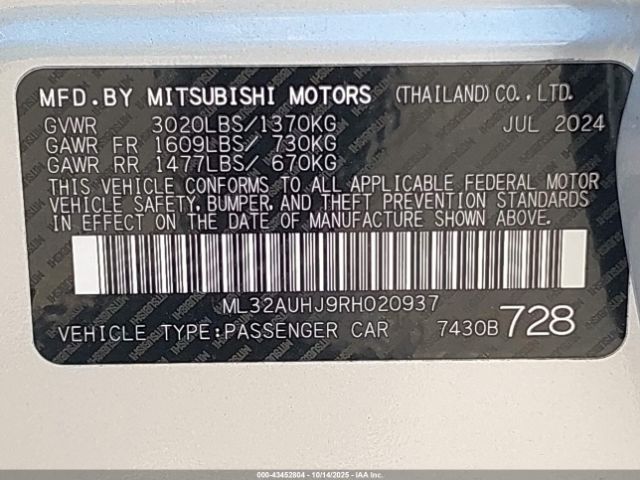 MFD.BY MITSUBISHI MOTORS (THAILAND) CO., LTD.
GVWR 3020LBS/1370KG JUL 2024
GAWR FR 1609LBS/ 730KG
GAWR RR 1477LBS/ 670KG
THIS VEHICLE CONFORMS TO ALL APPLICABLE FEDERAL MOTOR
VEHICLE SAFETY, BUMPER, AND THEFT PREVENTION STANDARDS
IN EFFECT ON THE DATE OF MANUFACTURE SHOWN ABOVE.
ML32AUHJ9RH020937
VEHICLE TYPE:PASSENGER CAR 7430B 728
000-43452804 | 10/14/2025 | IAAI.COM